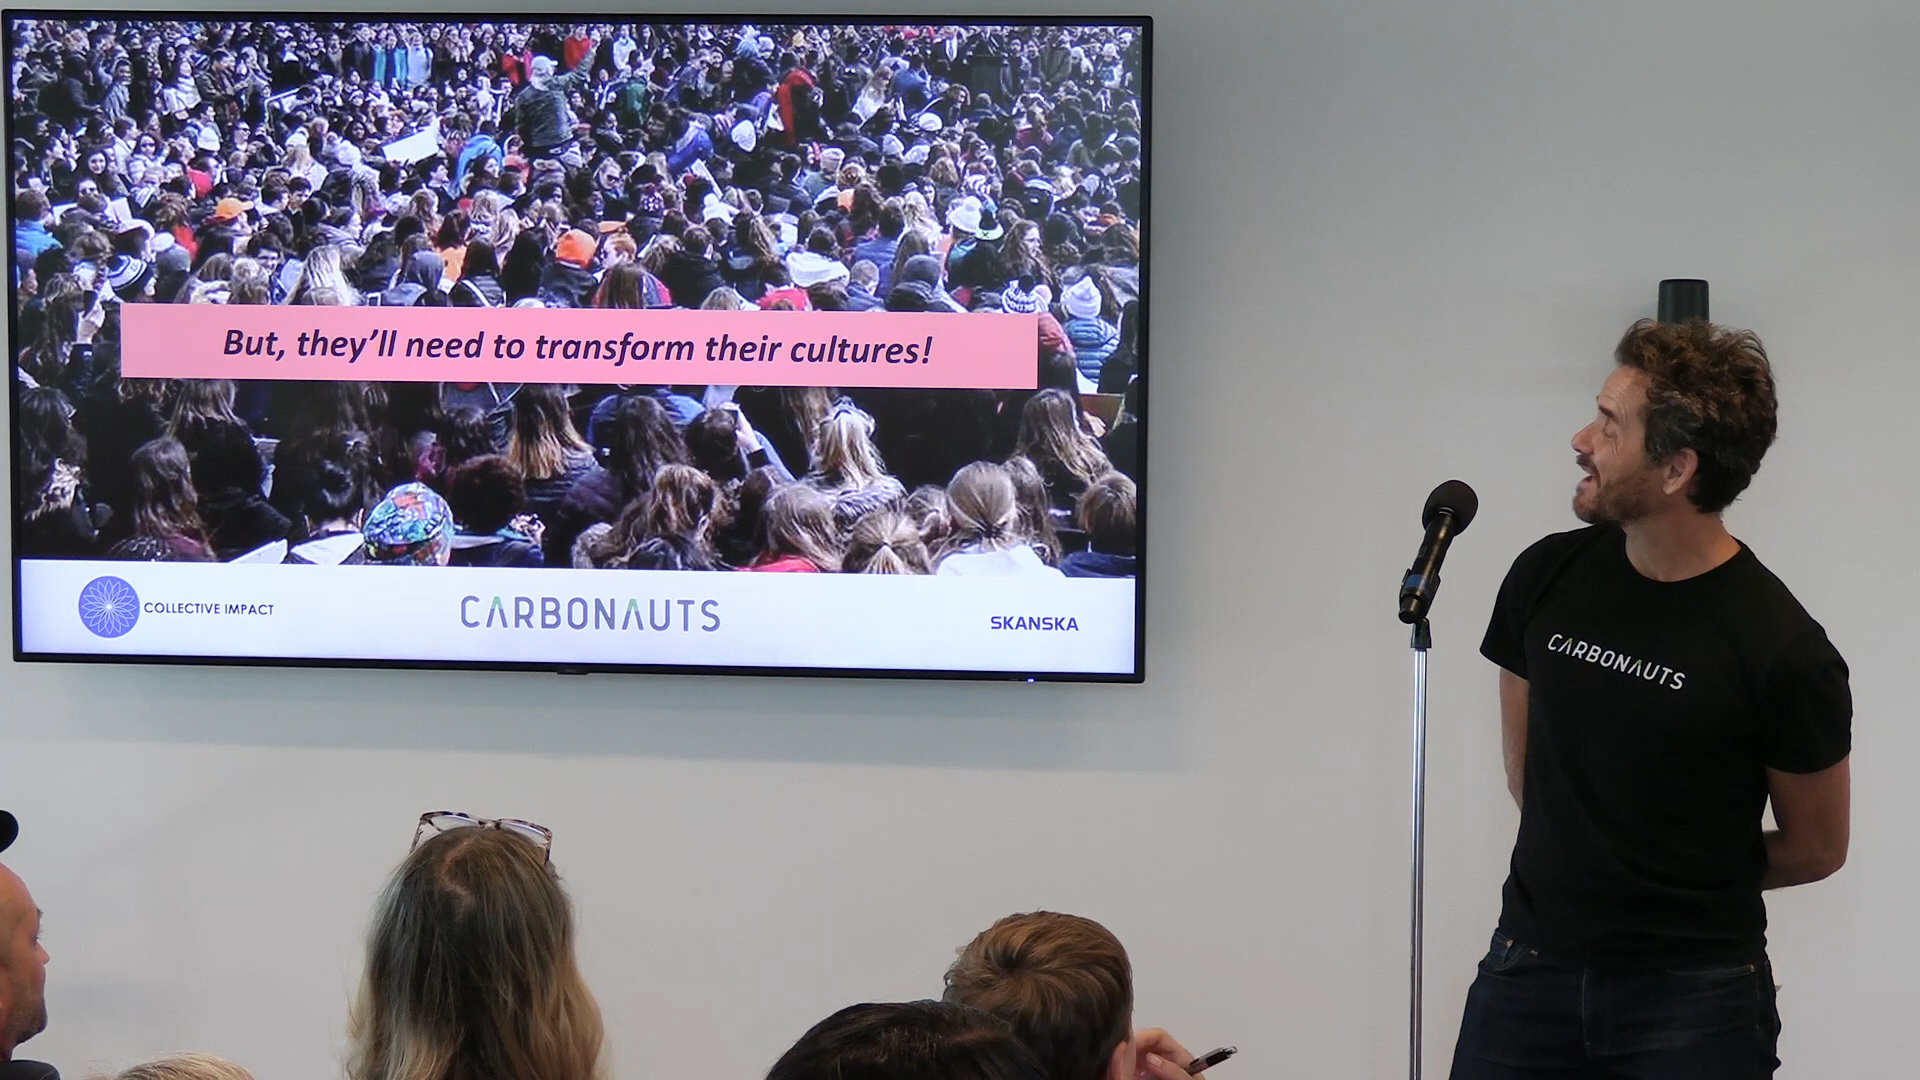 But, they'll need to transform their cultures!
COLLECTIVE IMPACT
CARBONAUTS
SKANSKA
CARBONAUTS